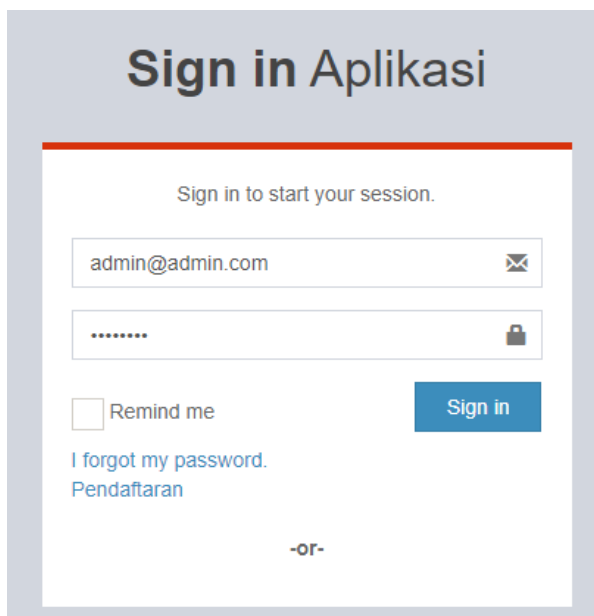 Sign in Aplikasi
Sign in to start your session.
admin@admin.com
••••••••
Remind me
Sign in
I forgot my password.
Pendaftaran
-or-